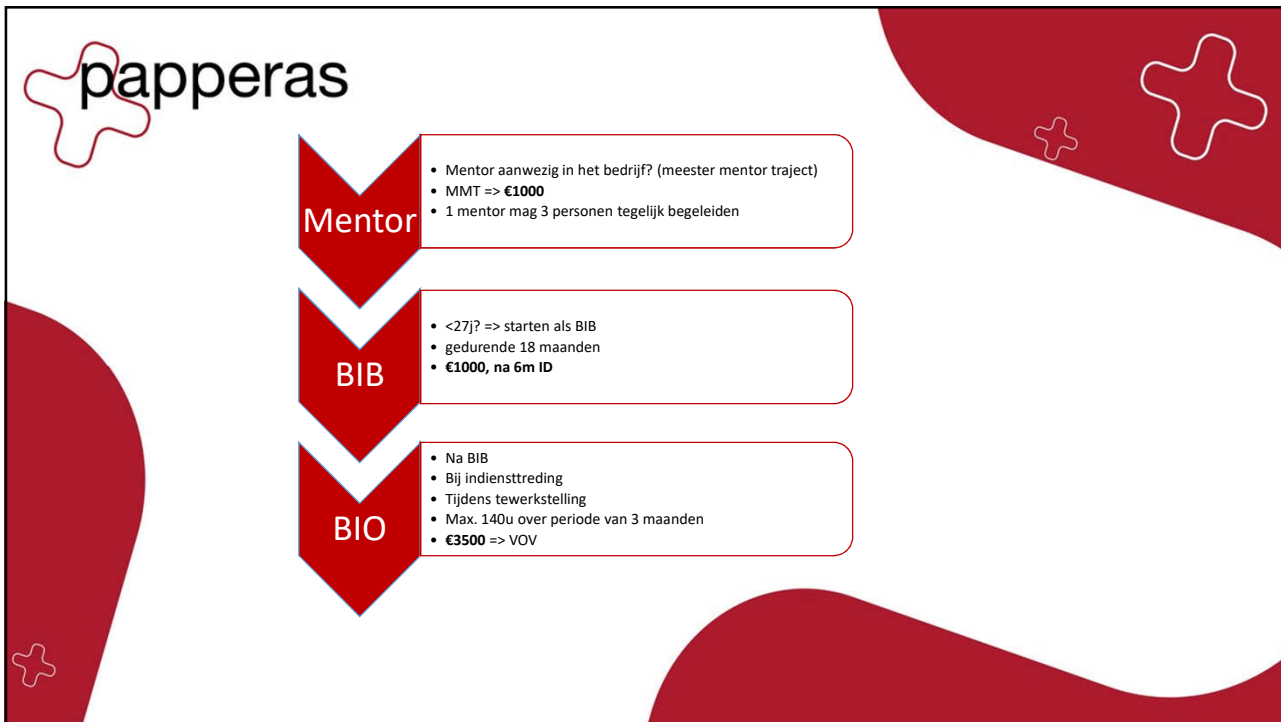 papperas
Mentor
• Mentor aanwezig in het bedrijf? (meester mentor traject)
• MMT => €1000
• 1 mentor mag 3 personen tegelijk begeleiden
BIB
• <27j? => starten als BIB
• gedurende 18 maanden
• €1000, na 6m ID
BIO
• Na BIB
• Bij indiensttreding
• Tijdens tewerkstelling
• Max. 140u over periode van 3 maanden
• €3500 => VOV